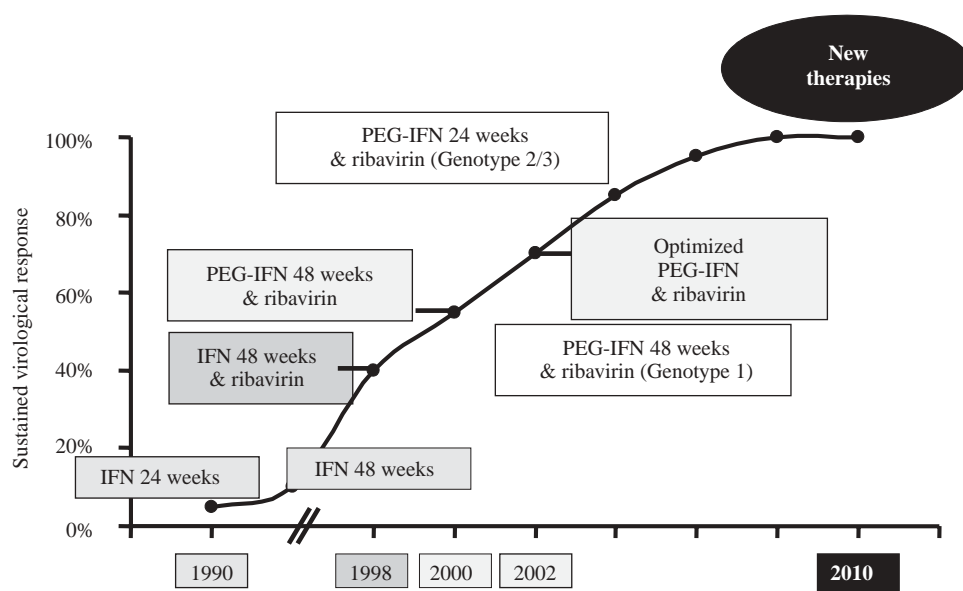 New
therapies
PEG-IFN 24 weeks
& ribavirin (Genotype 2/3)
100%
80%
60%
40%
20%
0%
Sustained virological response
PEG-IFN 48 weeks
& ribavirin
Optimized
PEG-IFN
& ribavirin
IFN 48 weeks
& ribavirin
PEG-IFN 48 weeks
& ribavirin (Genotype 1)
IFN 24 weeks
IFN 48 weeks
1990
1998
2000
2002
2010